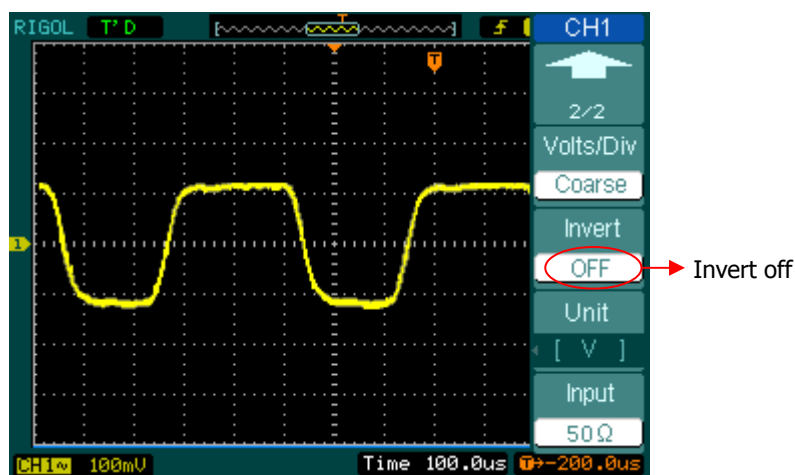 RIGOL T'D T CH1
T
2/2
Volts/Div
Coarse
Invert
1
OFF Invert off
Unit
[ V ]
Input
50Ω
CH1~ 100mV Time 100.0us T→-200.0us